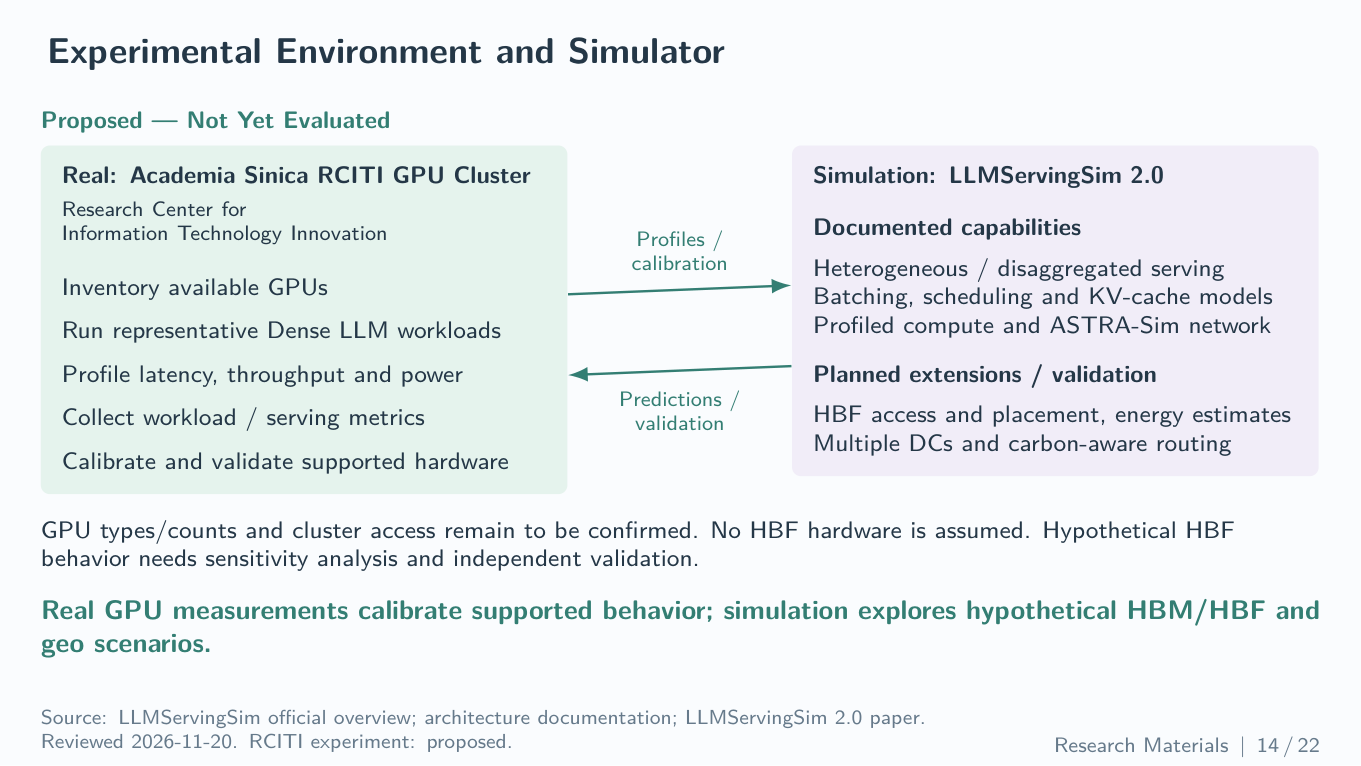 Experimental Environment and Simulator
Proposed — Not Yet Evaluated
Real: Academia Sinica RCITI GPU Cluster
Research Center for
Information Technology Innovation
Inventory available GPUs
Run representative Dense LLM workloads
Profile latency, throughput and power
Collect workload / serving metrics
Calibrate and validate supported hardware
Profiles /
calibration
Predictions /
validation
Simulation: LLMServingSim 2.0
Documented capabilities
Heterogeneous / disaggregated serving
Batching, scheduling and KV-cache models
Profiled compute and ASTRA-Sim network
Planned extensions / validation
HBF access and placement, energy estimates
Multiple DCs and carbon-aware routing
GPU types/counts and cluster access remain to be confirmed. No HBF hardware is assumed. Hypothetical HBF
behavior needs sensitivity analysis and independent validation.
Real GPU measurements calibrate supported behavior; simulation explores hypothetical HBM/HBF and
geo scenarios.
Source: LLMServingSim official overview; architecture documentation; LLMServingSim 2.0 paper.
Reviewed 2026-11-20. RCITI experiment: proposed.
Research Materials | 14 / 22